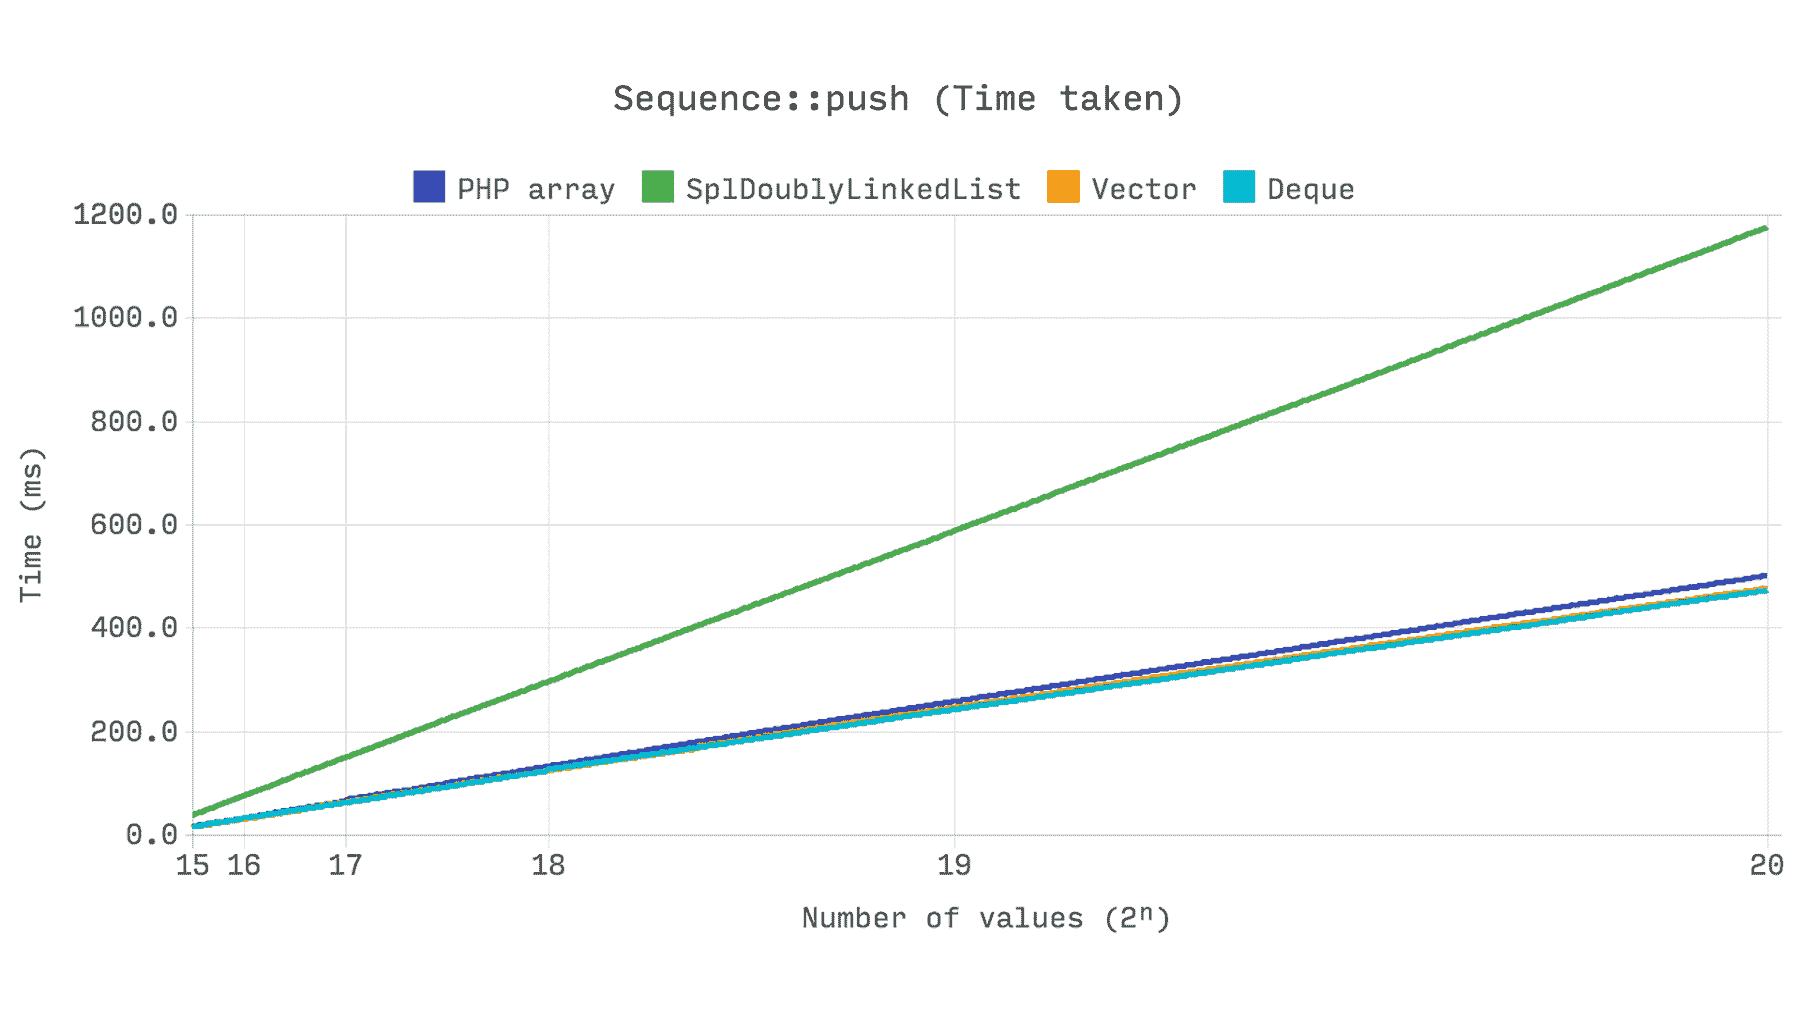 Sequence::push (Time taken)
PHP array SplDoublyLinkedList Vector Deque
1200.0
1000.0
800.0
600.0
400.0
200.0
0.0
Time (ms)
15 16 17 18 19 20
Number of values (2ⁿ)